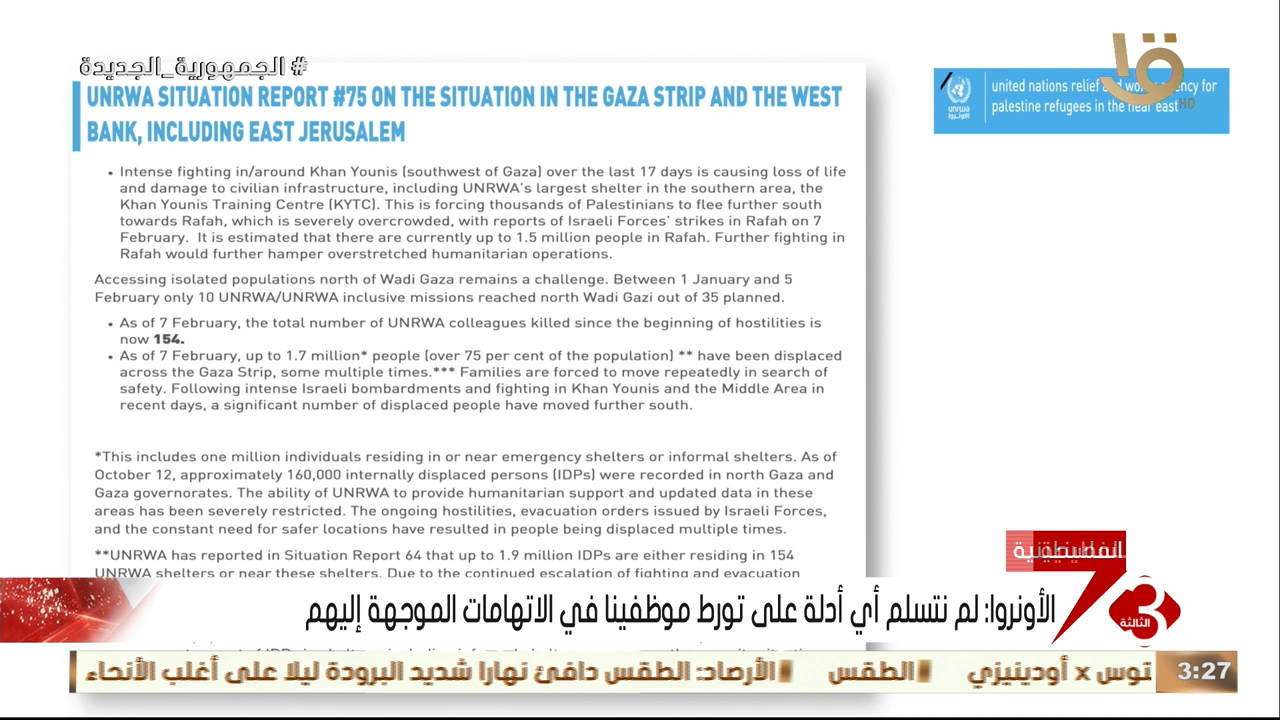 #الجمهورية_الجديدة
UNRWA SITUATION REPORT #75 ON THE SITUATION IN THE GAZA STRIP AND THE WEST
BANK, INCLUDING EAST JERUSALEM
united nations relief and
palestine refugees in the near east
unrwa
الأونروا
HD
• Intense fighting in/around Khan Younis (southwest of Gaza) over the last 17 days is causing loss of life
and damage to civilian infrastructure, including UNRWA's largest shelter in the southern area, the
Khan Younis Training Centre (KYTC). This is forcing thousands of Palestinians to flee further south
towards Rafah, which is severely overcrowded, with reports of Israeli Forces' strikes in Rafah on 7
February. It is estimated that there are currently up to 1.5 million people in Rafah. Further fighting in
Rafah would further hamper overstretched humanitarian operations.
Accessing isolated populations north of Wadi Gaza remains a challenge. Between 1 January and 5
February only 10 UNRWA/UNRWA inclusive missions reached north Wadi Gazi out of 35 planned.
• As of 7 February, the total number of UNRWA colleagues killed since the beginning of hostilities is
now 154.
• As of 7 February, up to 1.7 million* people (over 75 per cent of the population) ** have been displaced
across the Gaza Strip, some multiple times.*** Families are forced to move repeatedly in search of
safety. Following intense Israeli bombardments and fighting in Khan Younis and the Middle Area in
recent days, a significant number of displaced people have moved further south.
*This includes one million individuals residing in or near emergency shelters or informal shelters. As of
October 12, approximately 160,000 internally displaced persons (IDPs) were recorded in north Gaza and
Gaza governorates. The ability of UNRWA to provide humanitarian support and updated data in these
areas has been severely restricted. The ongoing hostilities, evacuation orders issued by Israeli Forces,
and the constant need for safer locations have resulted in people being displaced multiple times.
**UNRWA has reported in Situation Report 64 that up to 1.9 million IDPs are either residing in 154
UNRWA shelters or near these shelters. Due to the continued escalation of fighting and evacuation
الأونروا: لم نتسلم أي أدلة على تورط موظفينا في الاتهامات الموجهة إليهم
3 الثالثة
توس x أودينيزي الطقس الأرصاد: الطقس دافئ نهارا شديد البرودة ليلا على أغلب الأنحاء
3:27